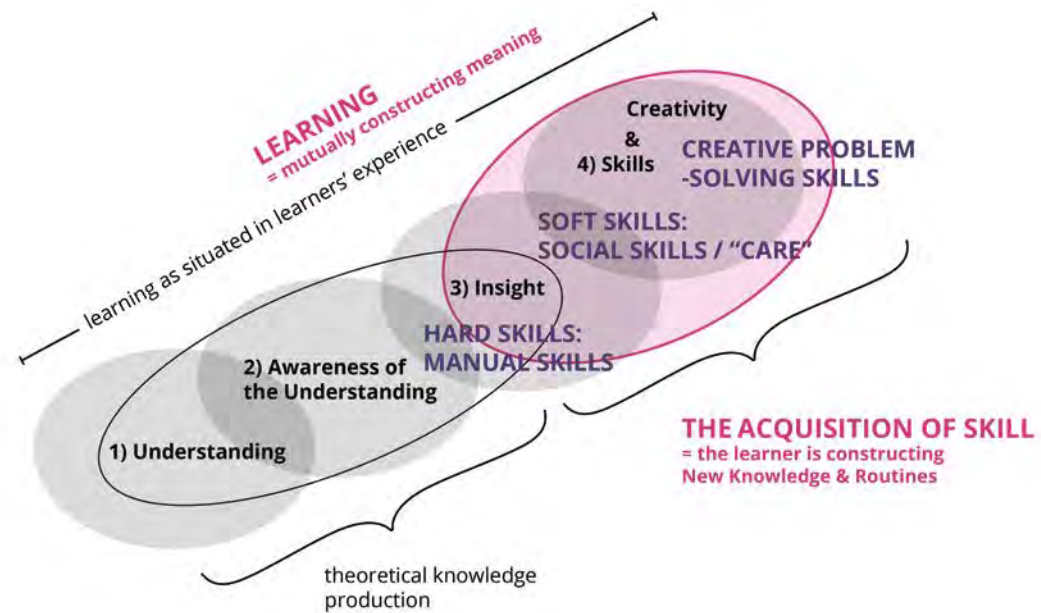 LEARNING
= mutually constructing meaning
learning as situated in learners' experience
Creativity
&
4) Skills
CREATIVE PROBLEM
-SOLVING SKILLS
SOFT SKILLS:
SOCIAL SKILLS / “CARE”
3) Insight
HARD SKILLS:
MANUAL SKILLS
2) Awareness of
the Understanding
1) Understanding
THE ACQUISITION OF SKILL
= the learner is constructing
New Knowledge & Routines
theoretical knowledge
production